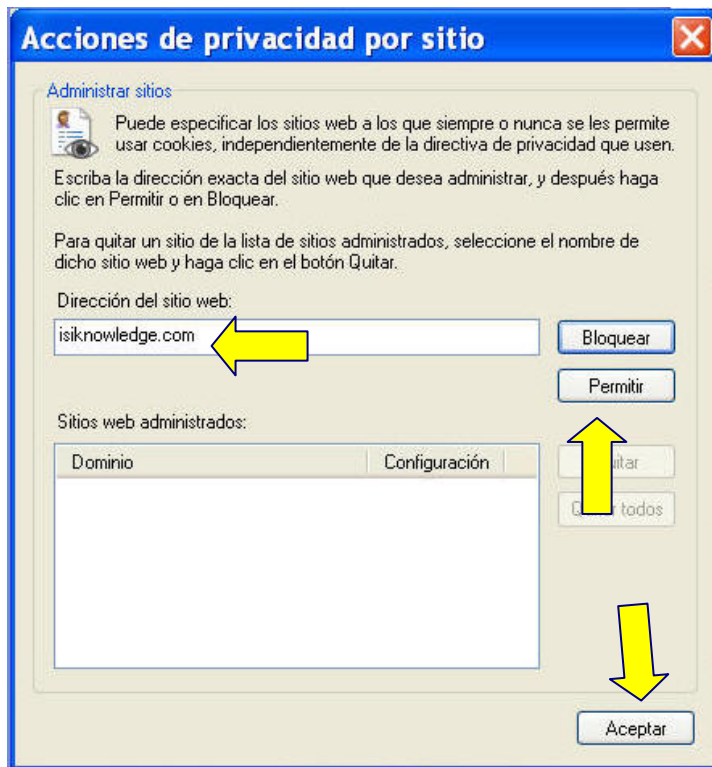 Acciones de privacidad por sitio
Administrar sitios
Puede especificar los sitios web a los que siempre o nunca se les permite
usar cookies, independientemente de la directiva de privacidad que usen.
Escriba la dirección exacta del sitio web que desea administrar, y después haga
clic en Permitir o en Bloquear.
Para quitar un sitio de la lista de sitios administrados, seleccione el nombre de
dicho sitio web y haga clic en el botón Quitar.
Dirección del sitio web:
isiknowledge.com
Bloquear
Permitir
Sitios web administrados:
Dominio Configuración
todos
Aceptar